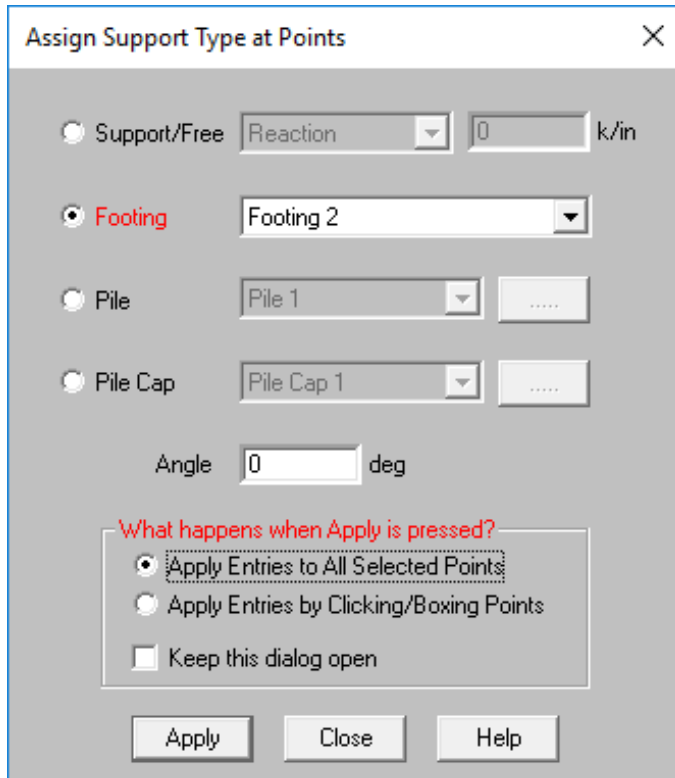 Assign Support Type at Points
Support/Free Reaction 0 k/in
Footing Footing 2
Pile Pile 1 .....
Pile Cap Pile Cap 1 .....
Angle 0 deg
What happens when Apply is pressed?
Apply Entries to All Selected Points
Apply Entries by Clicking/Boxing Points
Keep this dialog open
Apply Close Help